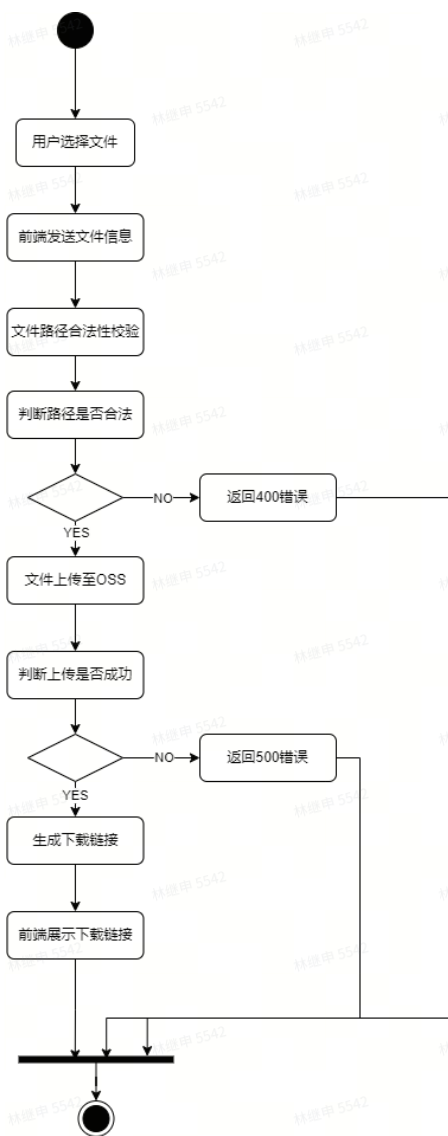 用户选择文件
前端发送文件信息
文件路径合法性校验
判断路径是否合法
NO
返回400错误
YES
文件上传至OSS
判断上传是否成功
NO
返回500错误
YES
生成下载链接
前端展示下载链接
林继申 5542